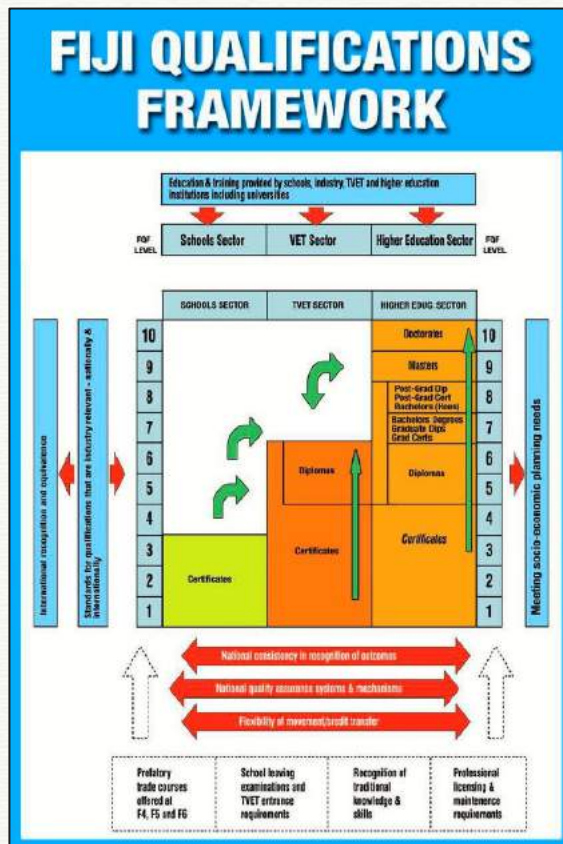 FIJI QUALIFICATIONS
FRAMEWORK
Education & training provided by schools, industry, TVET and higher education
institutions including universities
FQF
LEVEL
Schools Sector
VET Sector
Higher Education Sector
FQF
LEVEL
SCHOOLS SECTOR
TVET SECTOR
HIGHER EDUC. SECTOR
10
9
8
7
6
5
4
3
2
1
Doctorates
Masters
Post-Grad Dip
Post-Grad Cert
Bachelors (Hons)
Bachelors Degrees
Graduate Dips
Grad Certs
Diplomas
Diplomas
Certificates
Certificates
Certificates
10
9
8
7
6
5
4
3
2
1
International recognition and equivalence
Standards for qualifications that are industry relevant - nationally &
internationally
Meeting socio-economic planning needs
National consistency in recognition of outcomes
National quality assurance systems & mechanisms
Flexibility of movement/credit transfer
Prefatory
trade courses
offered at
F4, F5 and F6
School leaving
examinations and
TVET entrance
requirements
Recognition of
traditional
knowledge &
skills
Professional
licensing &
maintenance
requirements